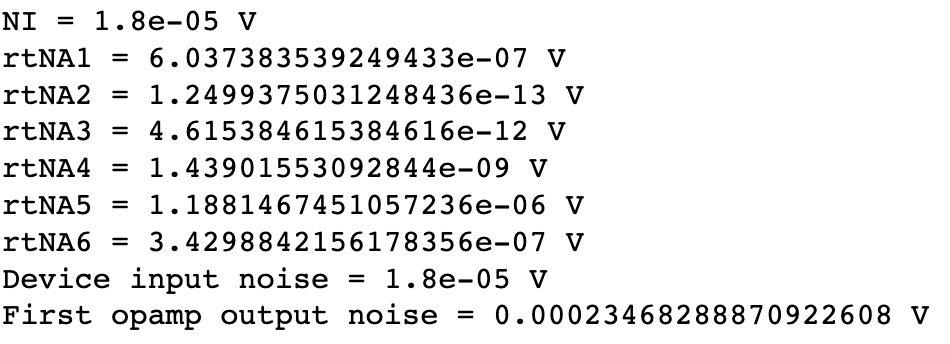 NI = 1.8e-05 V
rtNA1 = 6.037383539249433e-07 V
rtNA2 = 1.2499375031248436e-13 V
rtNA3 = 4.615384615384616e-12 V
rtNA4 = 1.43901553092844e-09 V
rtNA5 = 1.1881467451057236e-06 V
rtNA6 = 3.4298842156178356e-07 V
Device input noise = 1.8e-05 V
First opamp output noise = 0.00023468288870922608 V